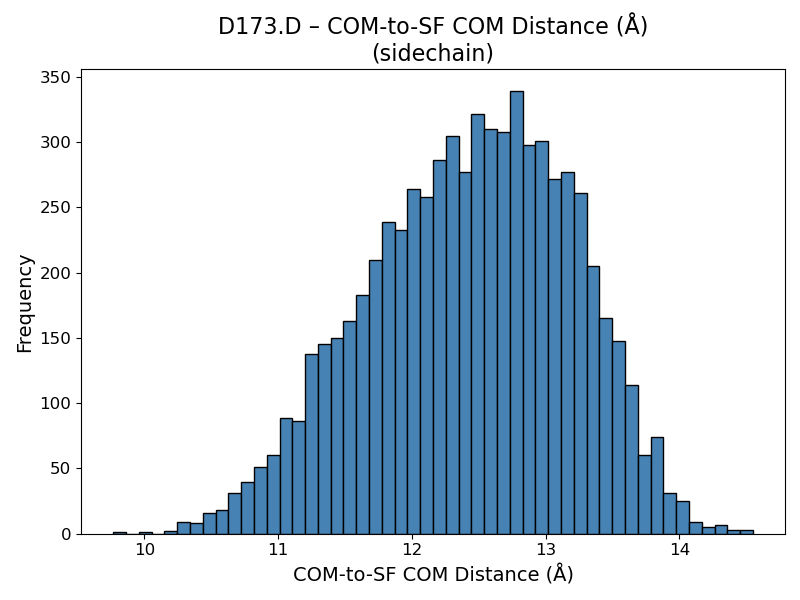 D173.D – COM-to-SF COM Distance (Å)
(sidechain)
350
300
250
200
150
100
50
0
Frequency
10 11 12 13 14
COM-to-SF COM Distance (Å)